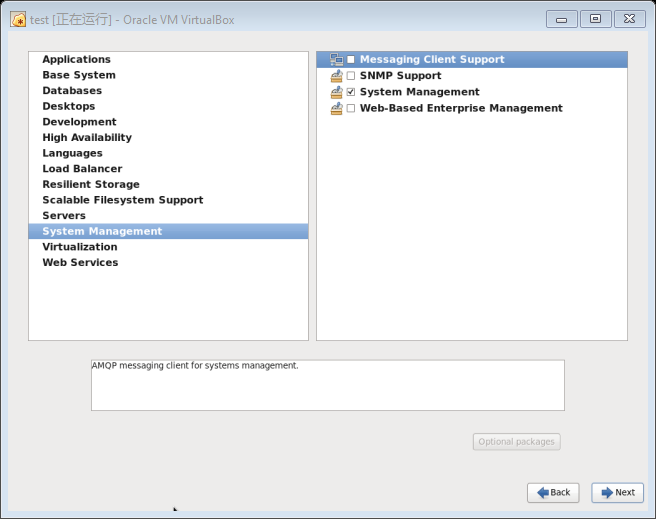 test [正在运行] - Oracle VM VirtualBox
Applications
Base System
Databases
Desktops
Development
High Availability
Languages
Load Balancer
Resilient Storage
Scalable Filesystem Support
Servers
System Management
Virtualization
Web Services
Messaging Client Support
SNMP Support
System Management
Web-Based Enterprise Management
AMQP messaging client for systems management.
Optional packages
Back
Next